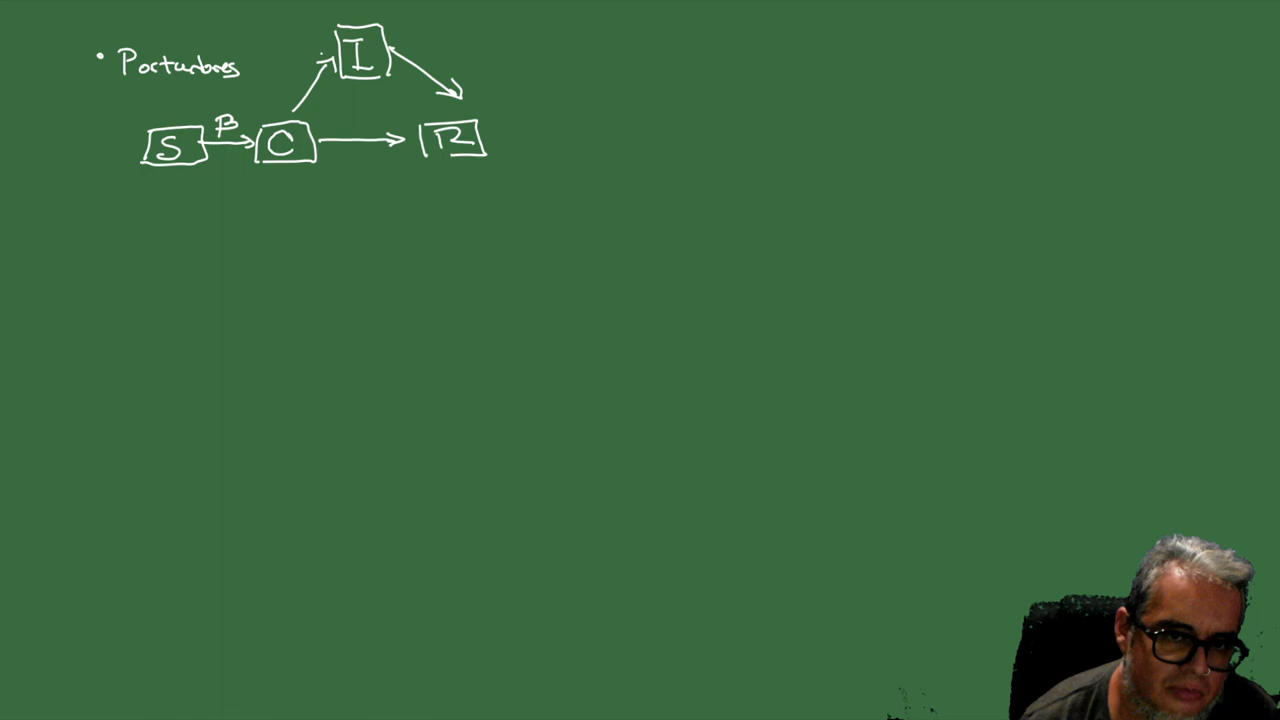 • Portadores
I
β
S C R